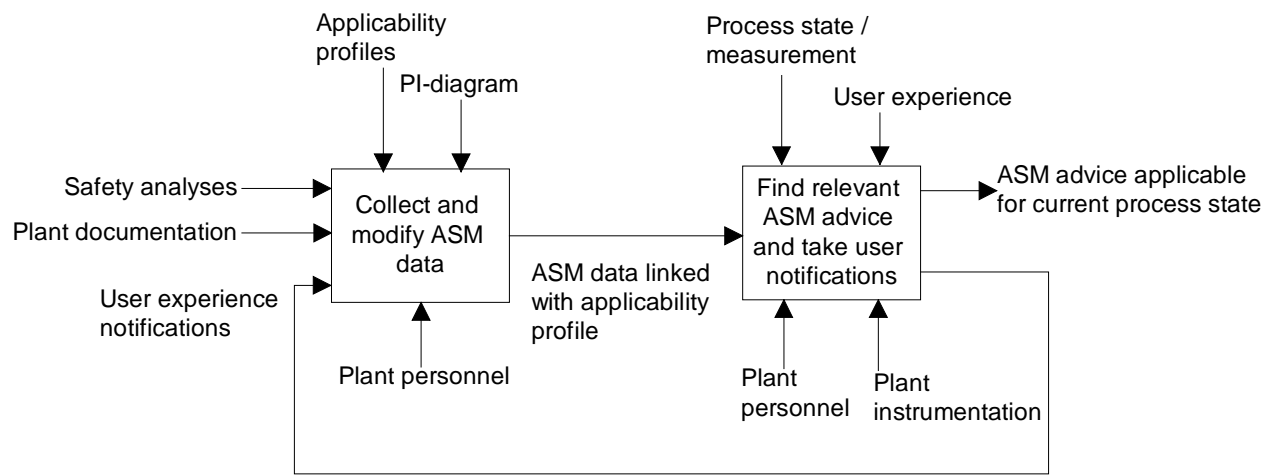 Applicability
profiles
PI-diagram
Process state /
measurement
User experience
Safety analyses
Plant documentation
User experience
notifications
Collect and
modify ASM
data
Plant personnel
ASM data linked
with applicability
profile
Find relevant
ASM advice
and take user
notifications
ASM advice applicable
for current process state
Plant
personnel
Plant
instrumentation